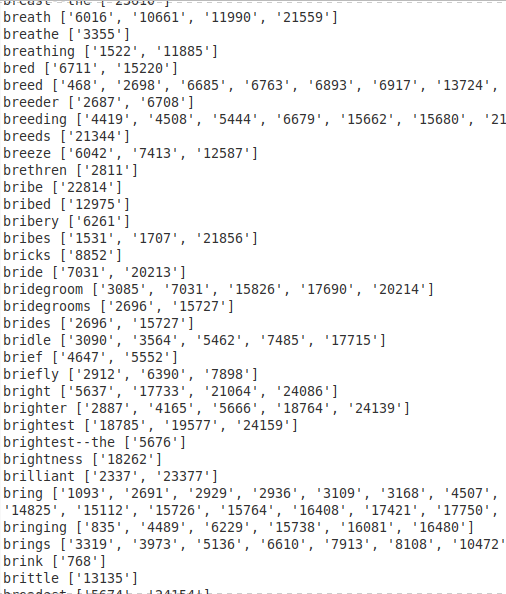 breath ['6016', '10661', '11990', '21559']
breathe ['3355']
breathing ['1522', '11885']
bred ['6711', '15220']
breed ['468', '2698', '6685', '6763', '6893', '6917', '13724',
breeder ['2687', '6708']
breeding ['4419', '4508', '5444', '6679', '15662', '15680', '21
breeds ['21344']
breeze ['6042', '7413', '12587']
brethren ['2811']
bribe ['22814']
bribed ['12975']
bribery ['6261']
bribes ['1531', '1707', '21856']
bricks ['8852']
bride ['7031', '20213']
bridegroom ['3085', '7031', '15826', '17690', '20214']
bridegrooms ['2696', '15727']
brides ['2696', '15727']
bridle ['3090', '3564', '5462', '7485', '17715']
brief ['4647', '5552']
briefly ['2912', '6390', '7898']
bright ['5637', '17733', '21064', '24086']
brighter ['2887', '4165', '5666', '18764', '24139']
brightest ['18785', '19577', '24159']
brightest--the ['5676']
brightness ['18262']
brilliant ['2337', '23377']
bring ['1093', '2691', '2929', '2936', '3109', '3168', '4507',
'14825', '15112', '15726', '15764', '16408', '17421', '17750',
bringing ['835', '4489', '6229', '15738', '16081', '16480']
brings ['3319', '3973', '5136', '6610', '7913', '8108', '10472'
brink ['768']
brittle ['13135']